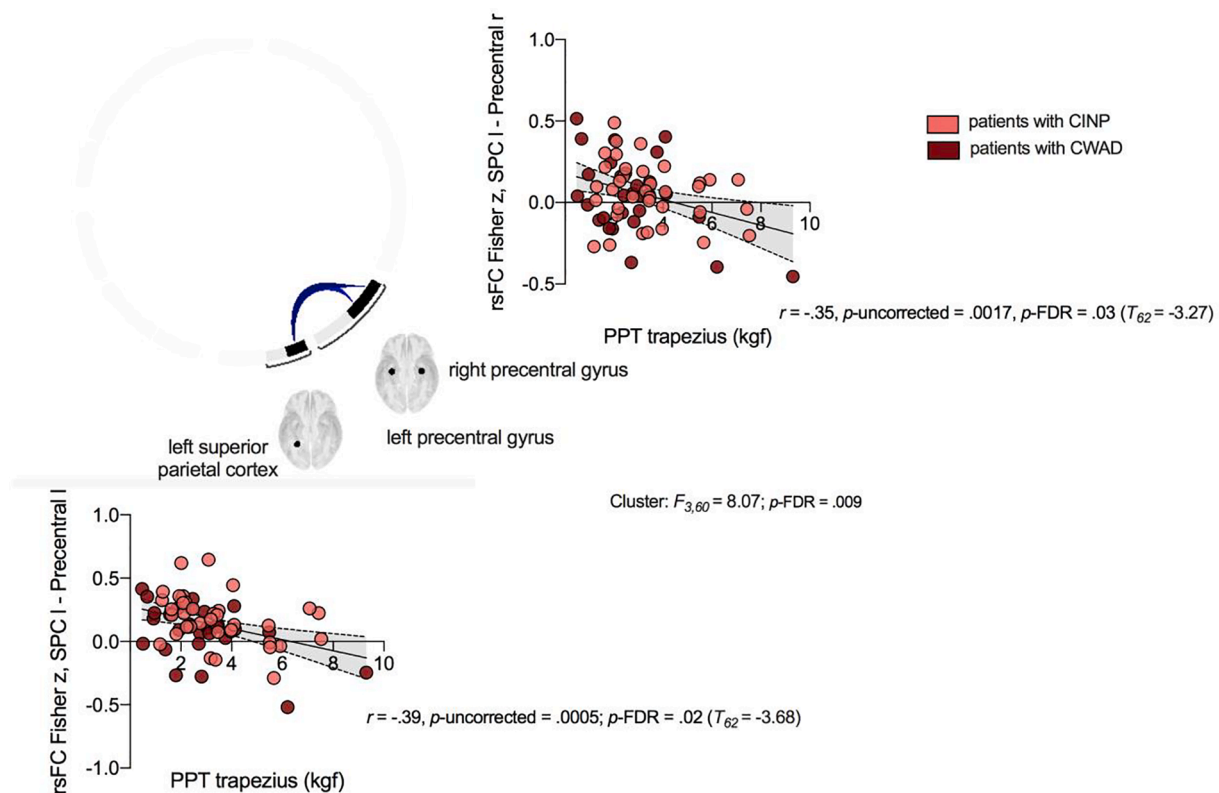 rsFC Fisher z, SPC l - Precentral r
1.0
0.5
0.0
-0.5
4
6
8
10
PPT trapezius (kgf)
patients with CINP
patients with CWAD
r = -.35, p-uncorrected = .0017, p-FDR = .03 (T62 = -3.27)
right precentral gyrus
left precentral gyrus
left superior
parietal cortex
Cluster: F3,60 = 8.07; p-FDR = .009
rsFC Fisher z, SPC l - Precentral l
1.0
0.5
0.0
-0.5
-1.0
2
4
6
8
10
PPT trapezius (kgf)
r = -.39, p-uncorrected = .0005; p-FDR = .02 (T62 = -3.68)